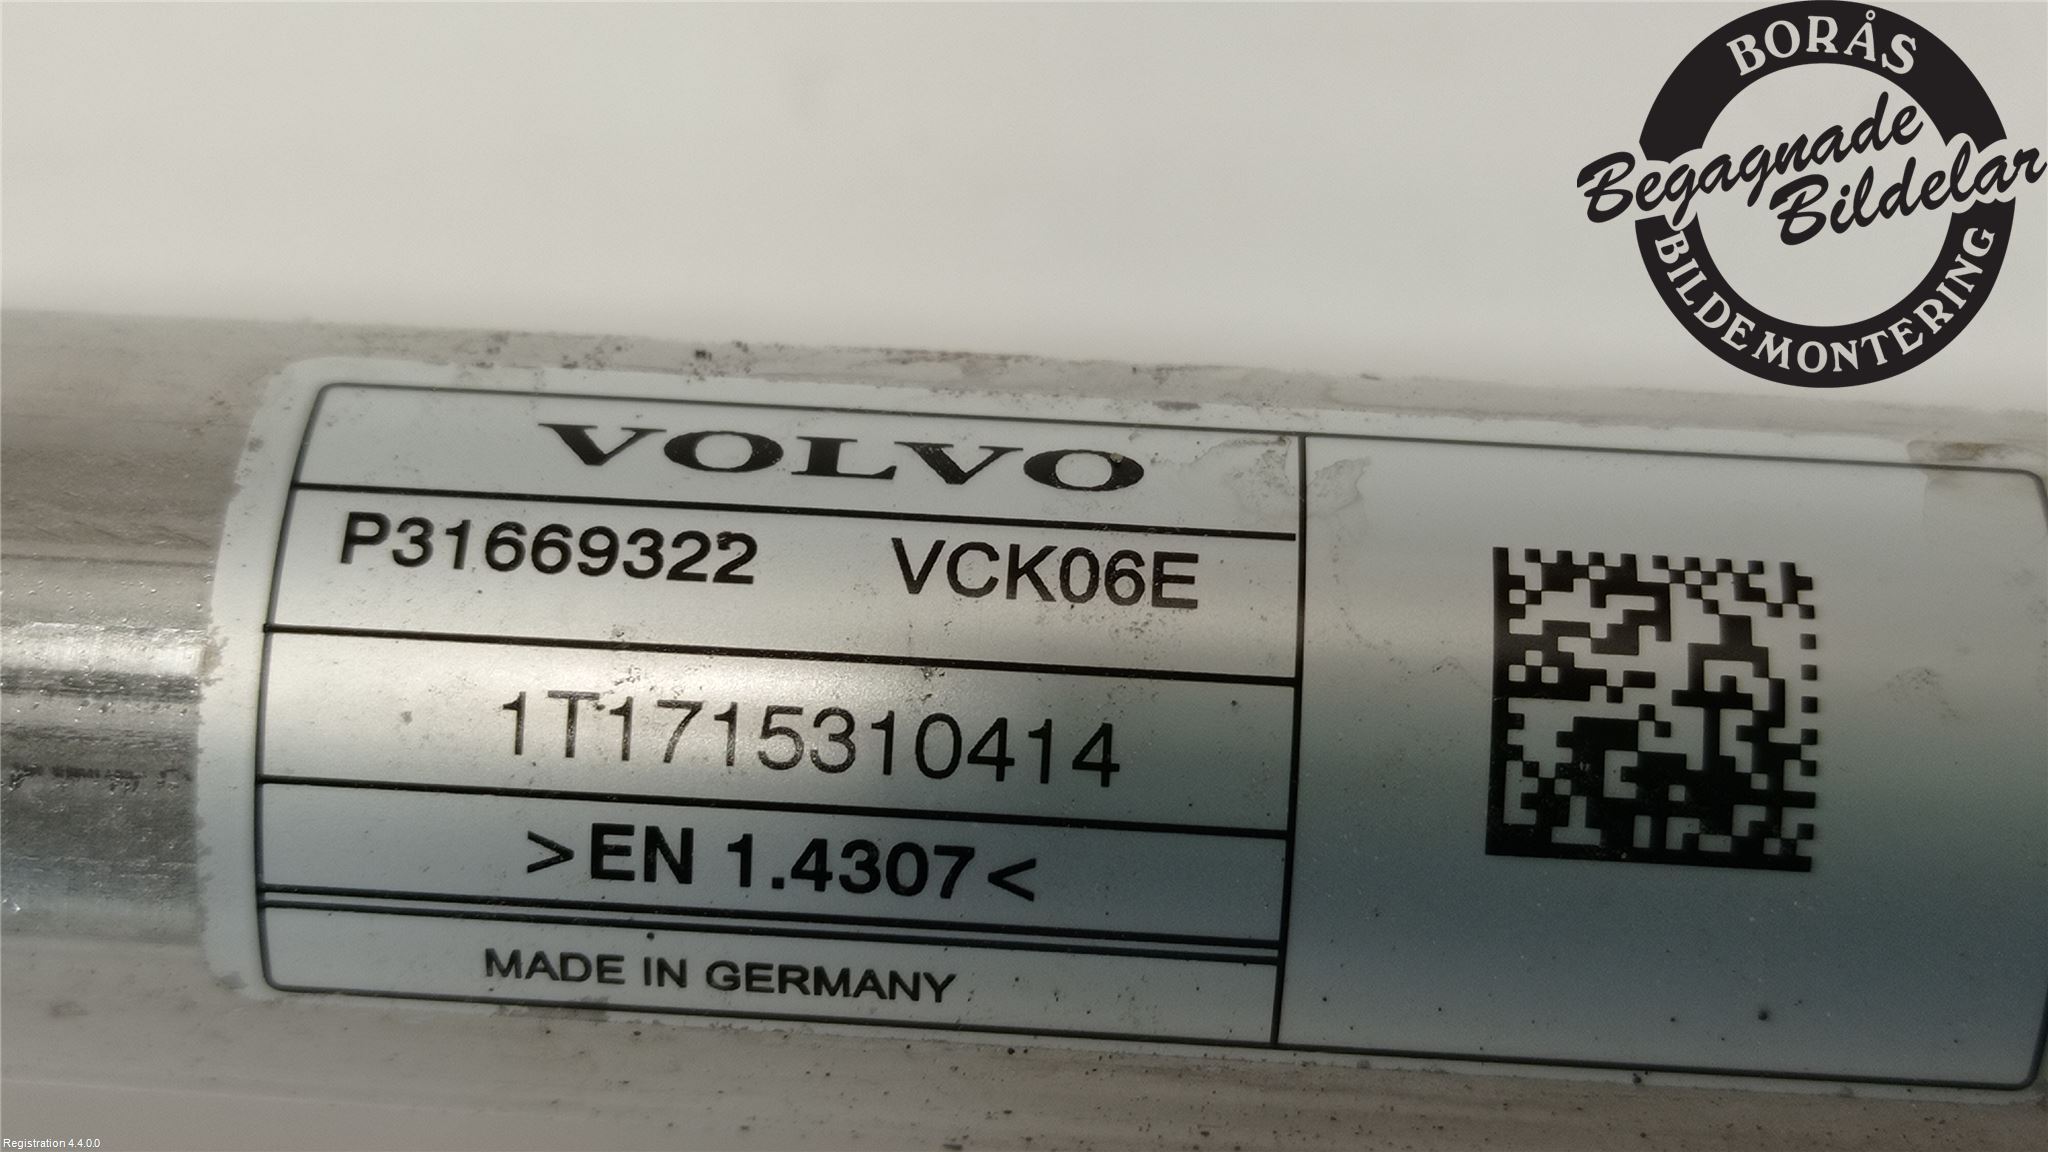 BORÅS
Begagnade
Bildelar
BILDEMONTERING
VOLVO
P31669322 VCK06E
1T1715310414
>EN 1.4307<
MADE IN GERMANY
Registration 4.4.0.0